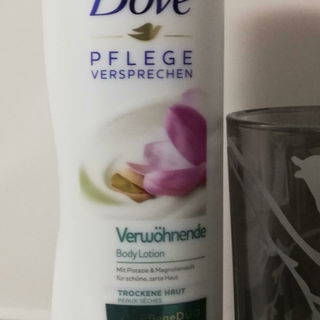 Dove
PFLEGE
VERSPRECHEN
Verwöhnende
Body Lotion
Mit Pistazie & Magnolienduft
für schöne, zarte Haut
TROCKENE HAUT
PEAUX SÈCHES